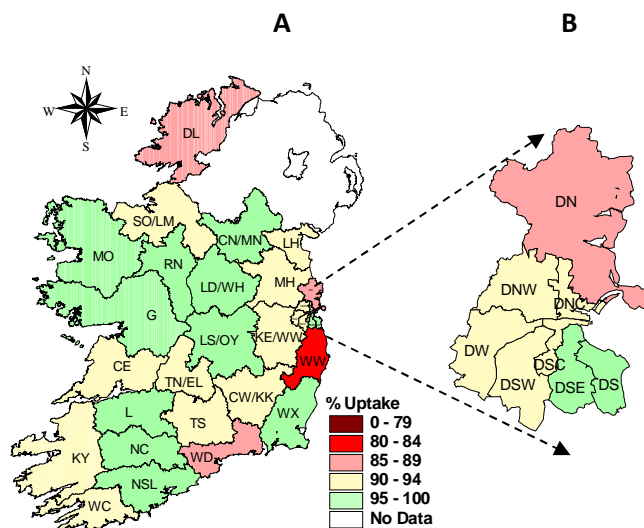 A
B
N
W
E
S
DL
SO/LM
CN/MN
LH
MO
RN
LD/WH
MH
G
LS/OY
KE/WW
WW
CE
TN/EL
CW/KK
L
TS
WX
NC
KY
WD
NSL
WC
DN
DNW
DNC
DW
DSC
DSW
DSE
DS
% Uptake
0 - 79
80 - 84
85 - 89
90 - 94
95 - 100
No Data